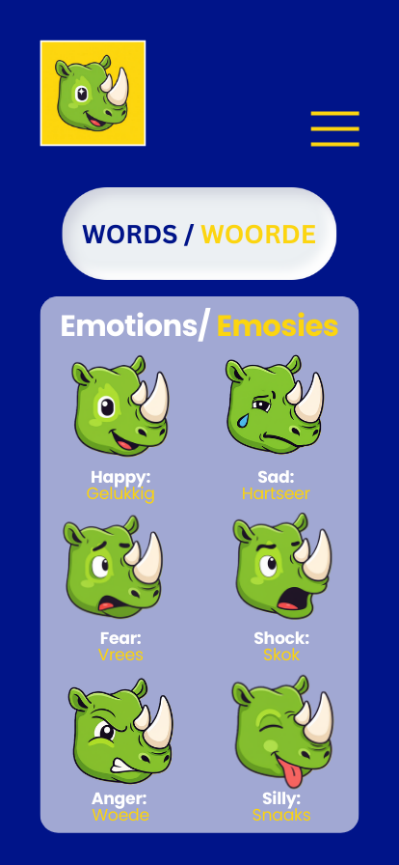 WORDS / WOORDE
Emotions/ Emosies
Happy:
Gelukkig
Sad:
Hartseer
Fear:
Vrees
Shock:
Skok
Anger:
Woede
Silly:
Snaaks